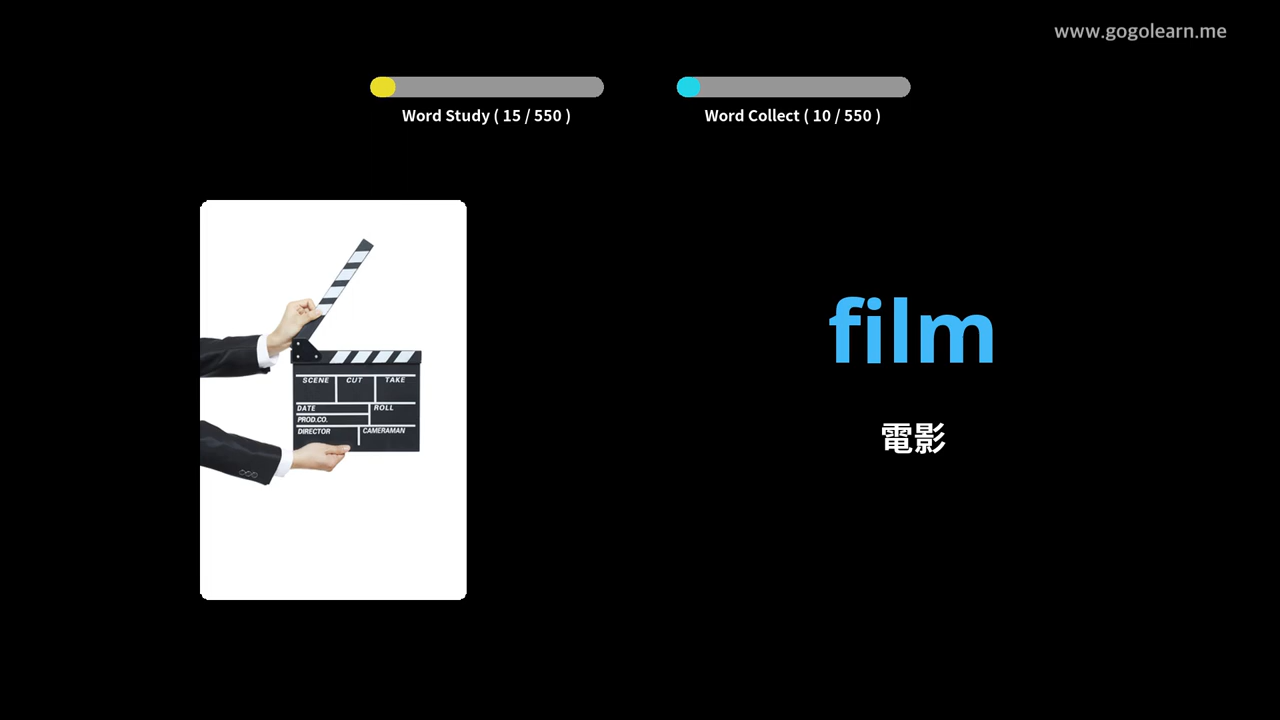 www.gogolearn.me
Word Study ( 15 / 550 )
Word Collect ( 10 / 550 )
SCENE CUT TAKE
DATE ROLL
PROD.CO.
DIRECTOR CAMERAMAN
film
電影